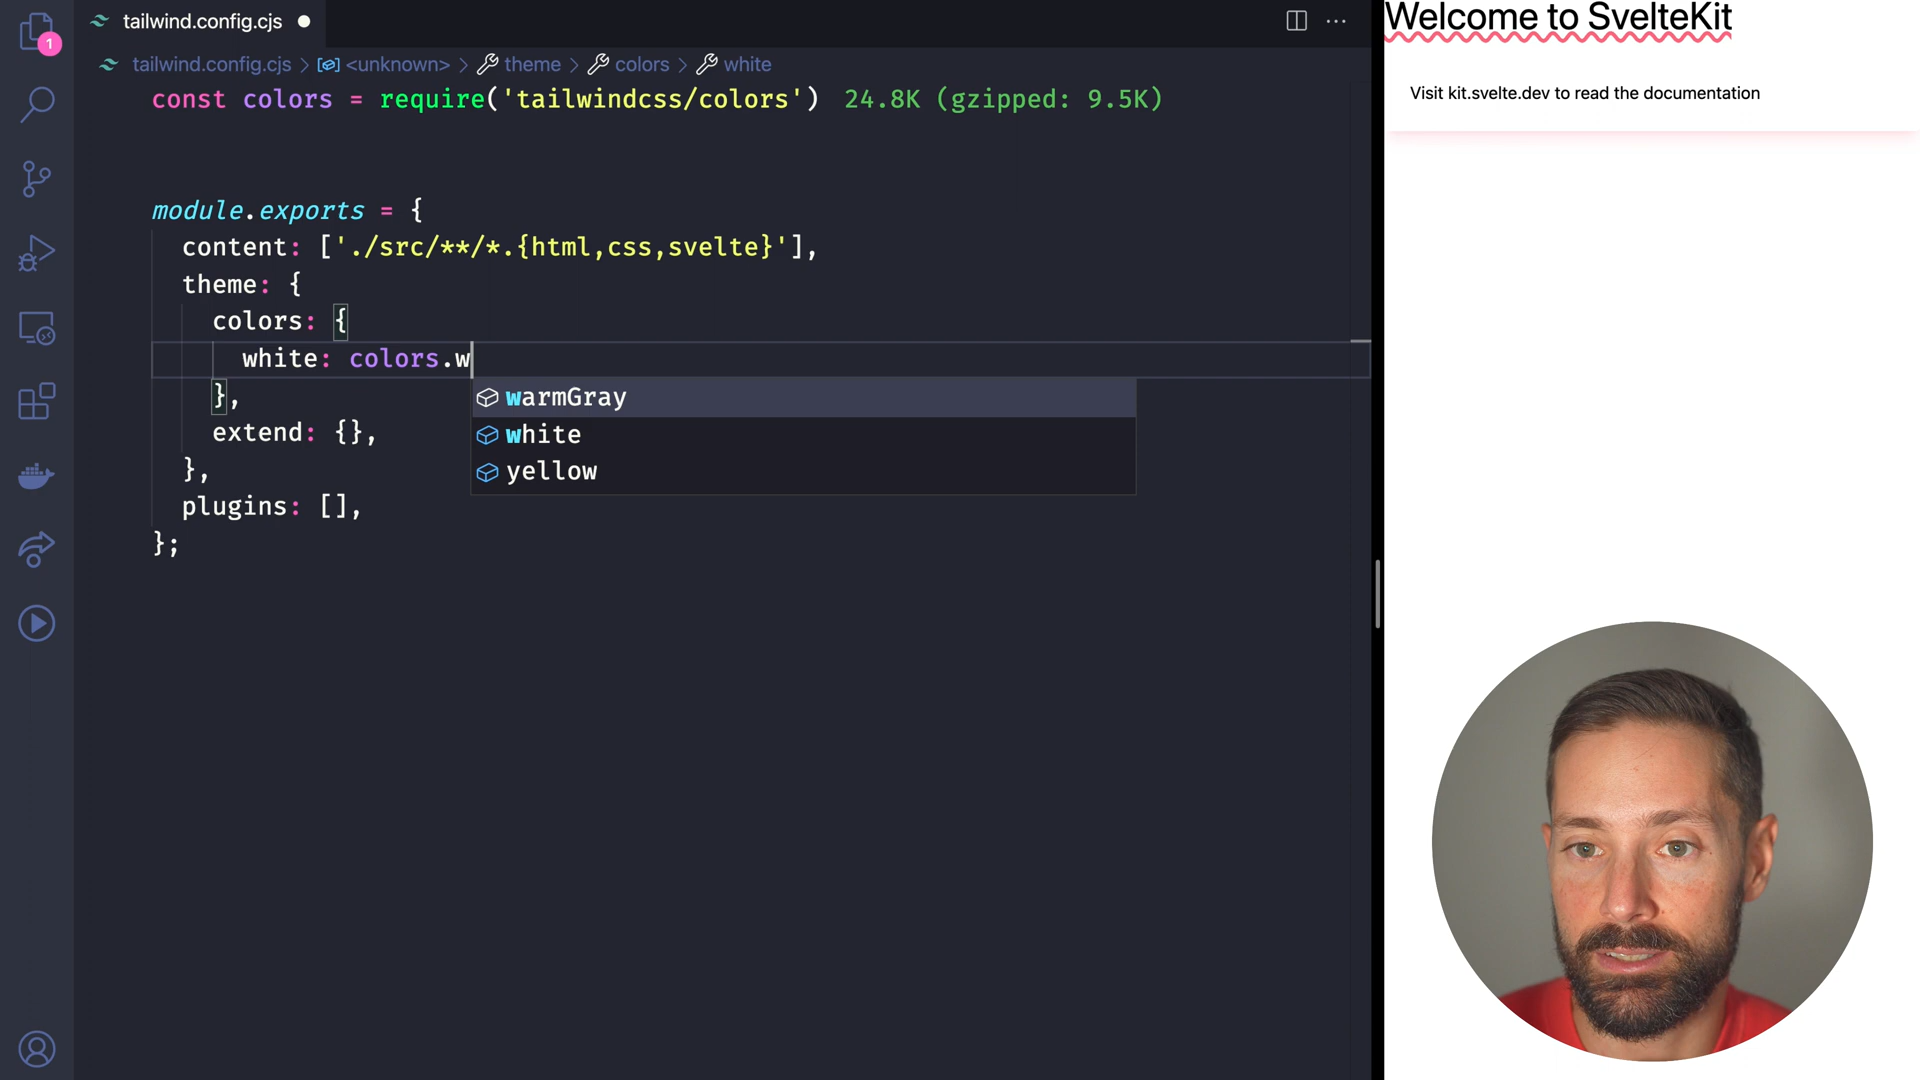 tailwind.config.cjs
1
tailwind.config.cjs > <unknown> > theme > colors > white
const colors = require('tailwindcss/colors') 24.8K (gzipped: 9.5K)
module.exports = {
content: ['./src/**/*.{html,css,svelte}'],
theme: {
colors: {
white: colors.w
warmGray
},
white
extend: {},
yellow
},
plugins: [],
};
Welcome to SvelteKit
Visit kit.svelte.dev to read the documentation